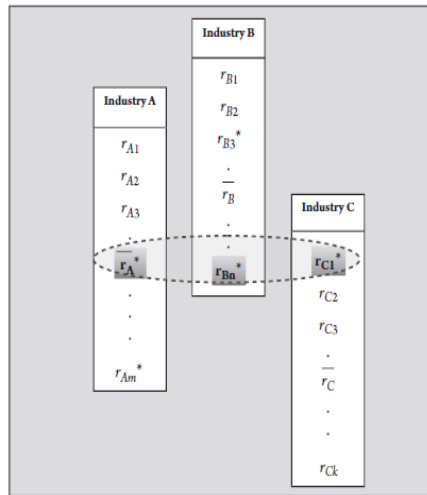 Industry A
r_A1
r_A2
r_A3
.
r̅_A*
.
.
.
r_Am*
Industry B
r_B1
r_B2
r_B3*
.
r̅_B
.
.
r_Bn*
Industry C
r_C1*
r_C2
r_C3
.
r̅_C
.
.
r_Ck